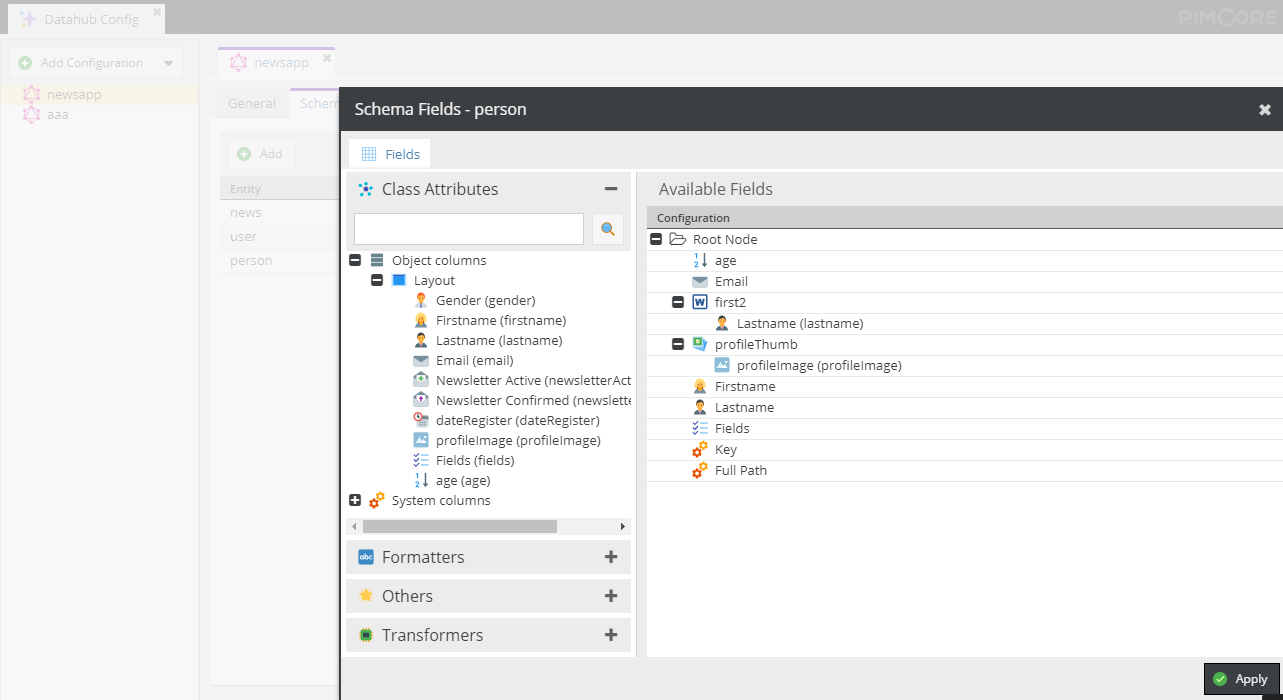 Datahub Config
PIMCORE
Add Configuration
newsapp
aaa
newsapp
General
Schem
Add
Entity
news
user
person
Schema Fields - person
Fields
Class Attributes
Object columns
Layout
Gender (gender)
Firstname (firstname)
Lastname (lastname)
Email (email)
Newsletter Active (newsletterAct
Newsletter Confirmed (newslette
dateRegister (dateRegister)
profileImage (profileImage)
Fields (fields)
age (age)
System columns
abc Formatters
Others
Transformers
Available Fields
Configuration
Root Node
age
Email
W first2
Lastname (lastname)
profileThumb
profileImage (profileImage)
Firstname
Lastname
Fields
Key
Full Path
Apply